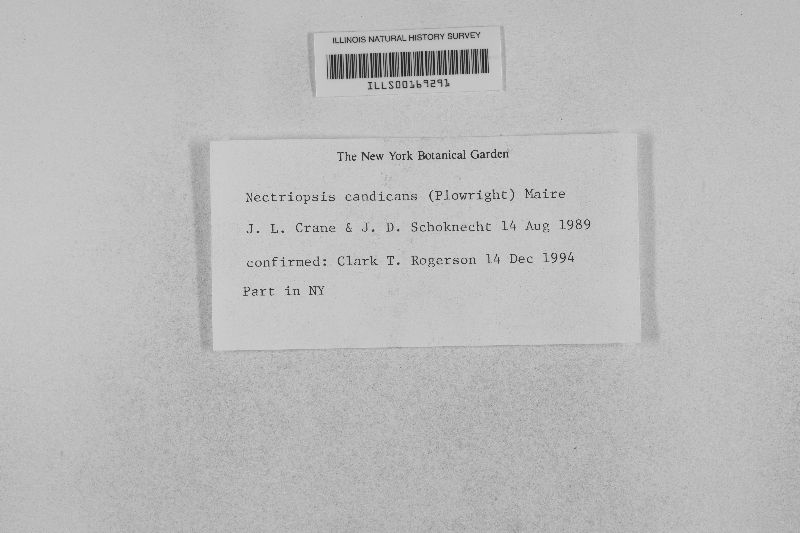 ILLINOIS NATURAL HISTORY SURVEY
ILLS00169291
The New York Botanical Garden
Nectriopsis candicans (Plowright) Maire
J. L. Crane & J. D. Schoknecht 14 Aug 1989
confirmed: Clark T. Rogerson 14 Dec 1994
Part in NY